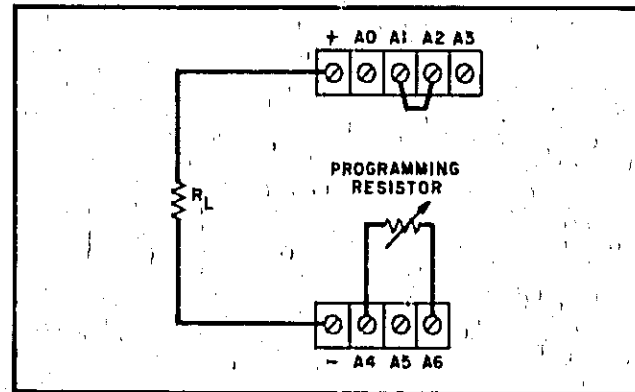 + A0 A1 A2 A3
PROGRAMMING
RESISTOR
RL
- A4 A5 A6